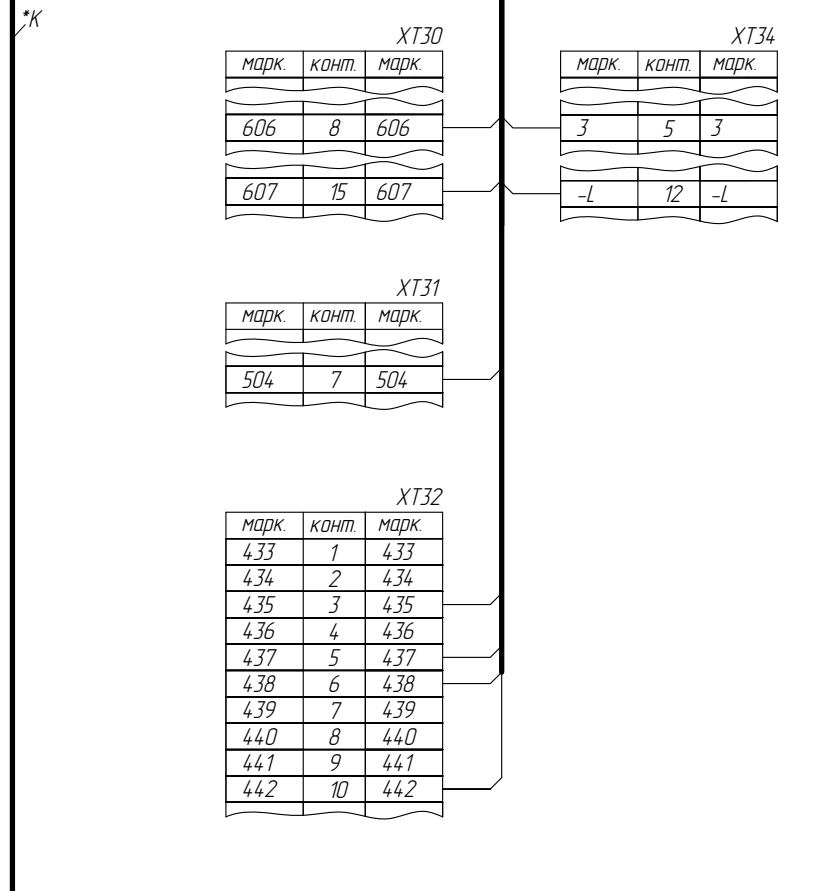 *К
XT30
марк. конт. марк.
606 8 606
607 15 607
XT34
марк. конт. марк.
3 5 3
-L 12 -L
XT31
марк. конт. марк.
504 7 504
XT32
марк. конт. марк.
433 1 433
434 2 434
435 3 435
436 4 436
437 5 437
438 6 438
439 7 439
440 8 440
441 9 441
442 10 442